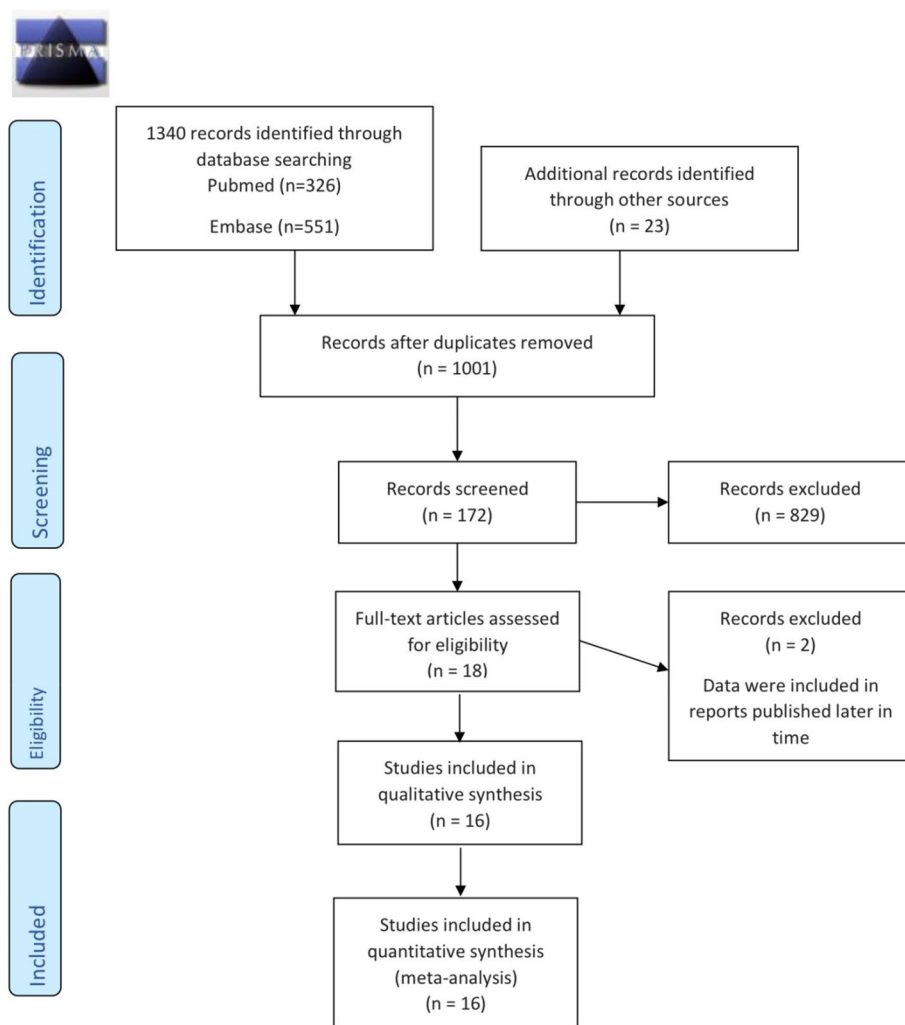 PRISMA
Identification
1340 records identified through
database searching
Pubmed (n=326)
Embase (n=551)
Additional records identified
through other sources
(n = 23)
Records after duplicates removed
(n = 1001)
Screening
Records screened
(n = 172)
Records excluded
(n = 829)
Eligibility
Full-text articles assessed
for eligibility
(n = 18)
Records excluded
(n = 2)
Data were included in
reports published later in
time
Studies included in
qualitative synthesis
(n = 16)
Included
Studies included in
quantitative synthesis
(meta-analysis)
(n = 16)